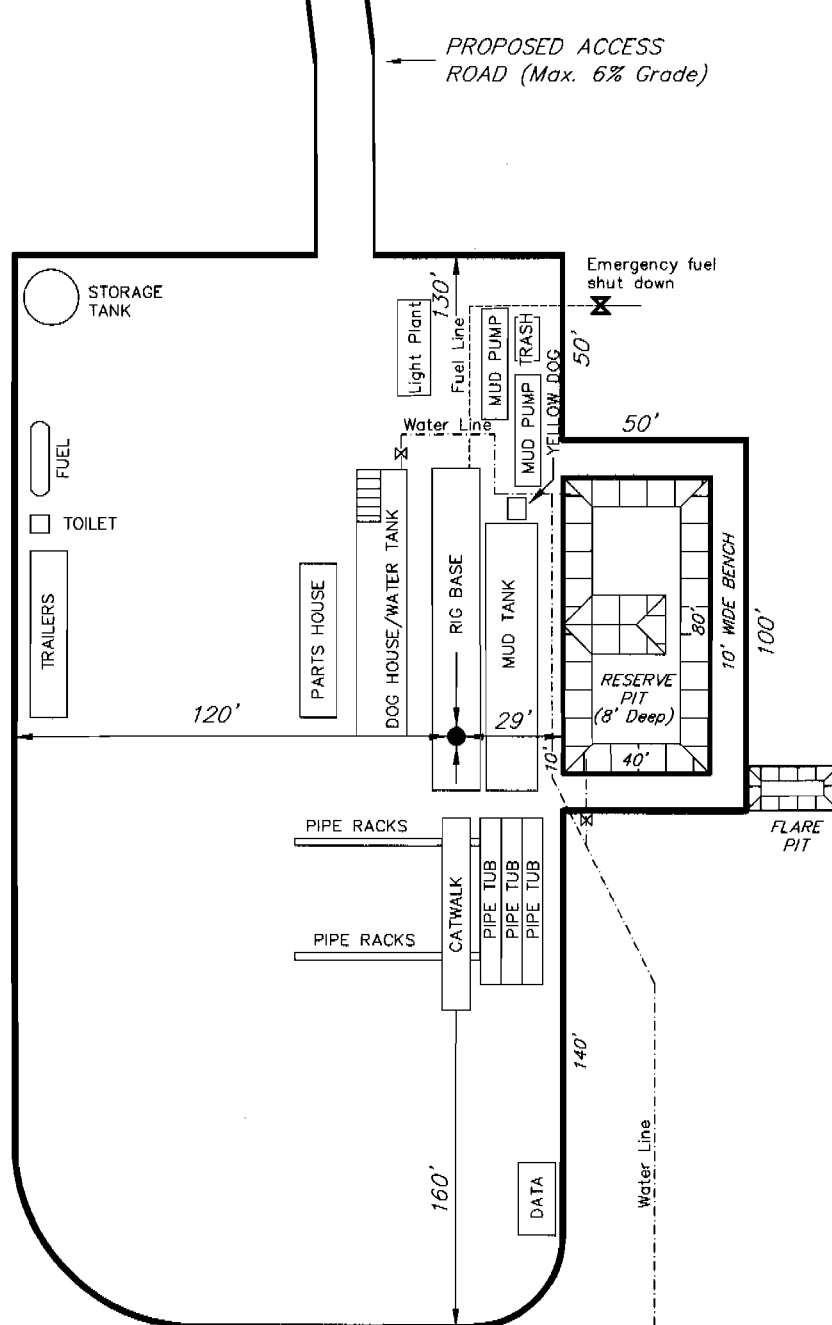 PROPOSED ACCESS
ROAD (Max. 6% Grade)
STORAGE
TANK
Light Plant
130'
Fuel Line
MUD PUMP
TRASH
Emergency fuel
shut down
50'
MUD PUMP
YELLOW DOG
50'
Water Line
FUEL
TOILET
TRAILERS
PARTS HOUSE
DOG HOUSE/WATER TANK
RIG BASE
MUD TANK
80'
10' WIDE BENCH
100'
RESERVE
PIT
(8' Deep)
120'
29'
10'
40'
FLARE
PIT
PIPE RACKS
CATWALK
PIPE TUB
PIPE TUB
PIPE TUB
PIPE RACKS
140'
160'
DATA
Water Line